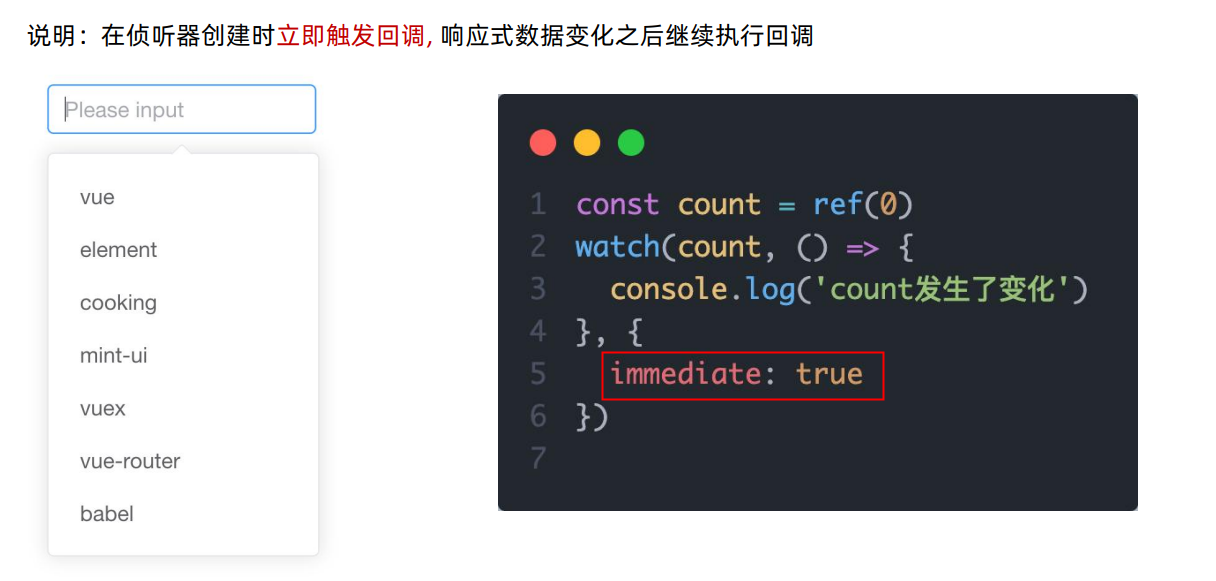 说明：在侦听器创建时立即触发回调, 响应式数据变化之后继续执行回调
Please input
vue
element
cooking
mint-ui
vuex
vue-router
babel
1 const count = ref(0)
2 watch(count, () => {
3   console.log('count发生了变化')
4 }, {
5   immediate: true
6 })
7